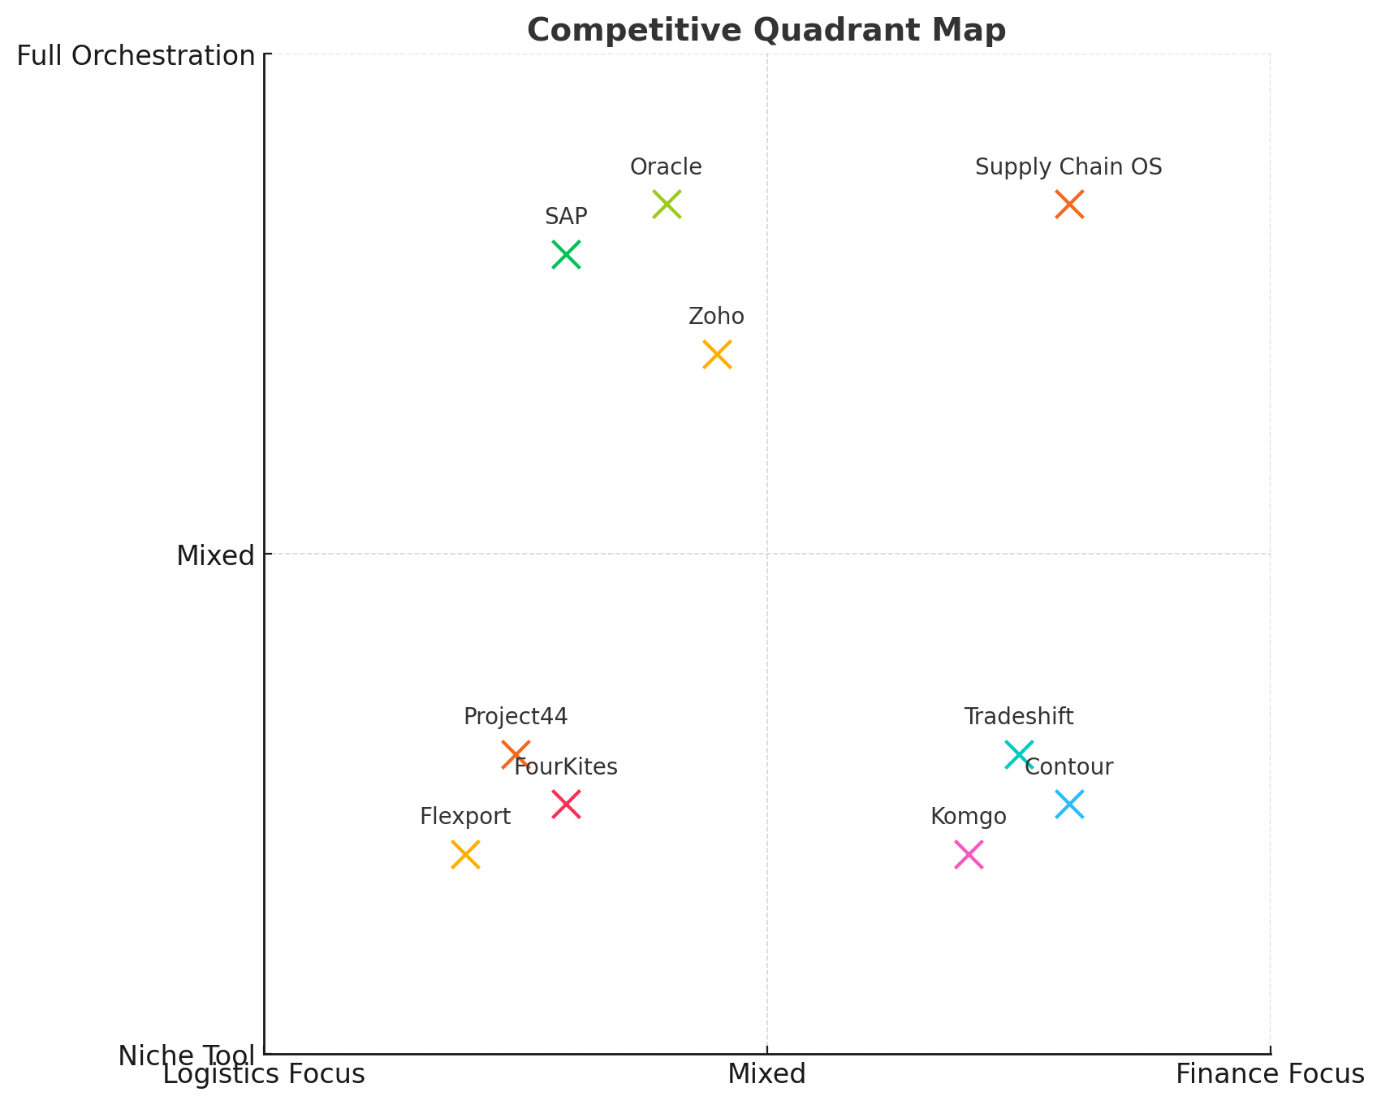 Competitive Quadrant Map
Full Orchestration
Oracle
Supply Chain OS
SAP
Zoho
Mixed
Project44
Tradeshift
FourKites
Contour
Flexport
Komgo
Niche Tool
Logistics Focus
Mixed
Finance Focus